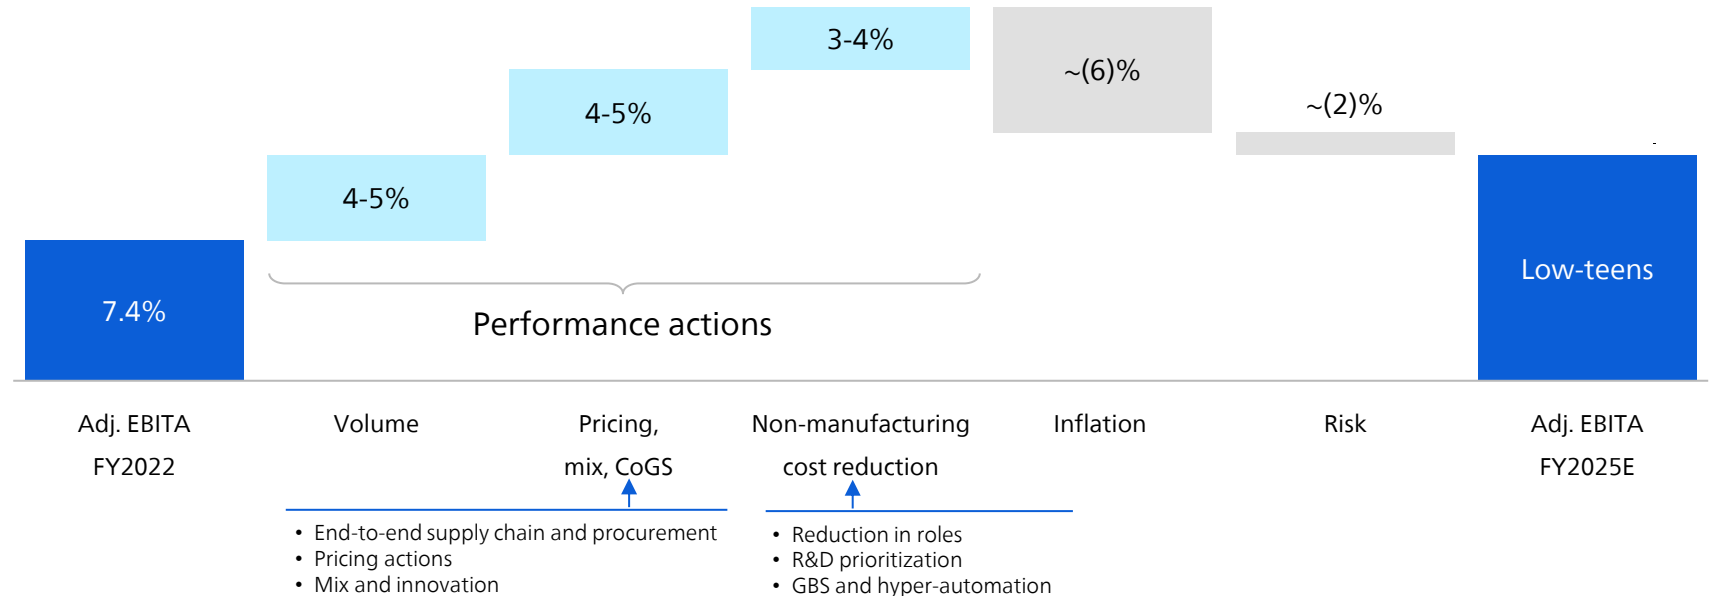 3-4%
~(6)%
~(2)%
4-5%
4-5%
Low-teens
7.4%
Performance actions
Adj. EBITA
FY2022
Volume
Pricing,
mix, CoGS
Non-manufacturing
cost reduction
Inflation
Risk
Adj. EBITA
FY2025E
• End-to-end supply chain and procurement
• Pricing actions
• Mix and innovation
• Reduction in roles
• R&D prioritization
• GBS and hyper-automation